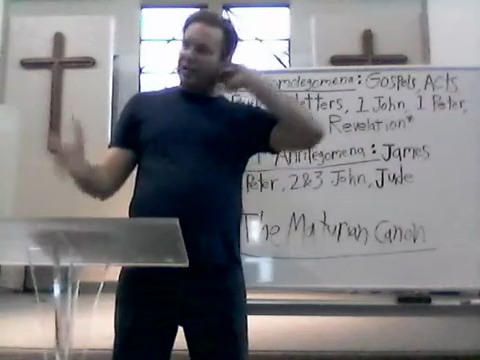 : Gospels, Acts
Letters, 1 John, 1 Peter,
Revelation*
Antilegomena: James
Peter, 2&3 John, Jude
The Maturian Canon